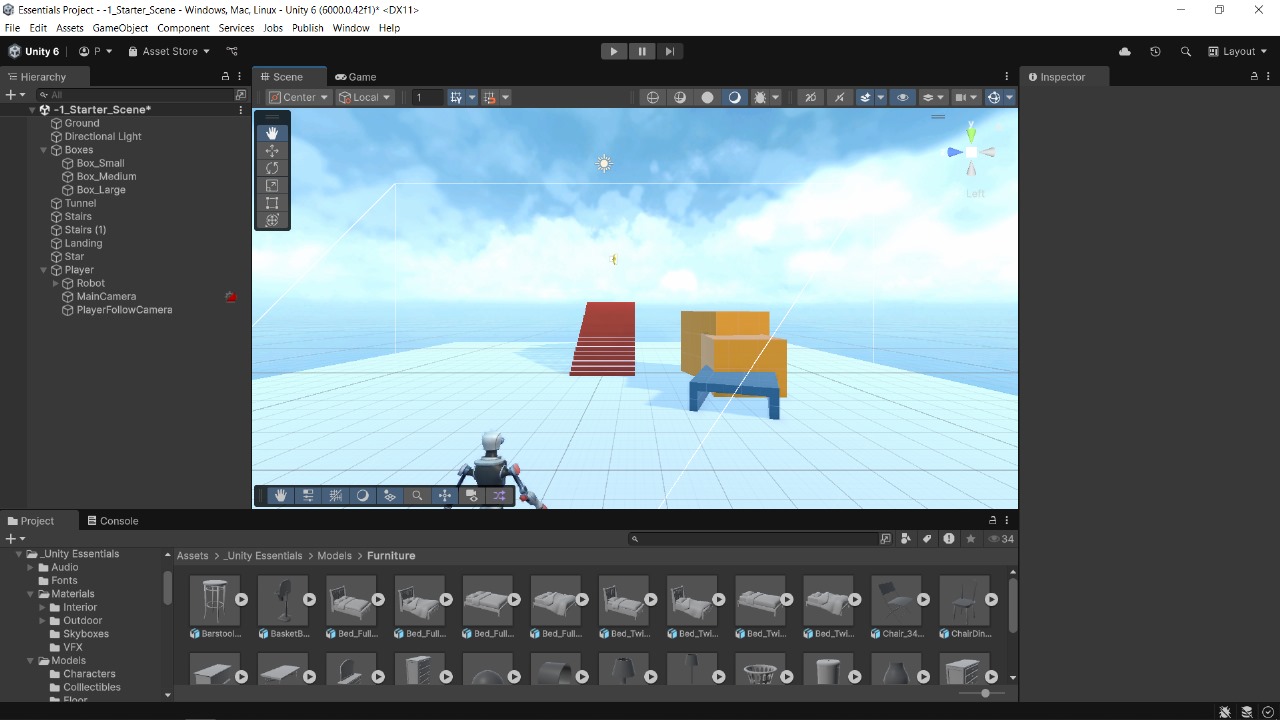 Essentials Project - -1_Starter_Scene - Windows, Mac, Linux - Unity 6 (6000.0.42f1)* <DX11>
File Edit Assets GameObject Component Services Jobs Publish Window Help
Unity 6 P Asset Store Layout
Hierarchy
Scene
Game
Inspector
All
Center Local 1 2D
-1_Starter_Scene*
Ground
Directional Light
Boxes
Box_Small
Box_Medium
Box_Large
Tunnel
Stairs
Stairs (1)
Landing
Star
Player
Robot
MainCamera
PlayerFollowCamera
y
Left
Project
Console
34
_Unity Essentials
Audio
Fonts
Materials
Interior
Outdoor
Skyboxes
VFX
Models
Characters
Colllectibles
Floor
Assets > _Unity Essentials > Models > Furniture
Barstool... BasketB... Bed_Full... Bed_Full... Bed_Full... Bed_Full... Bed_Twi... Bed_Twi... Bed_Twi... Bed_Twi... Chair_34... ChairDin...